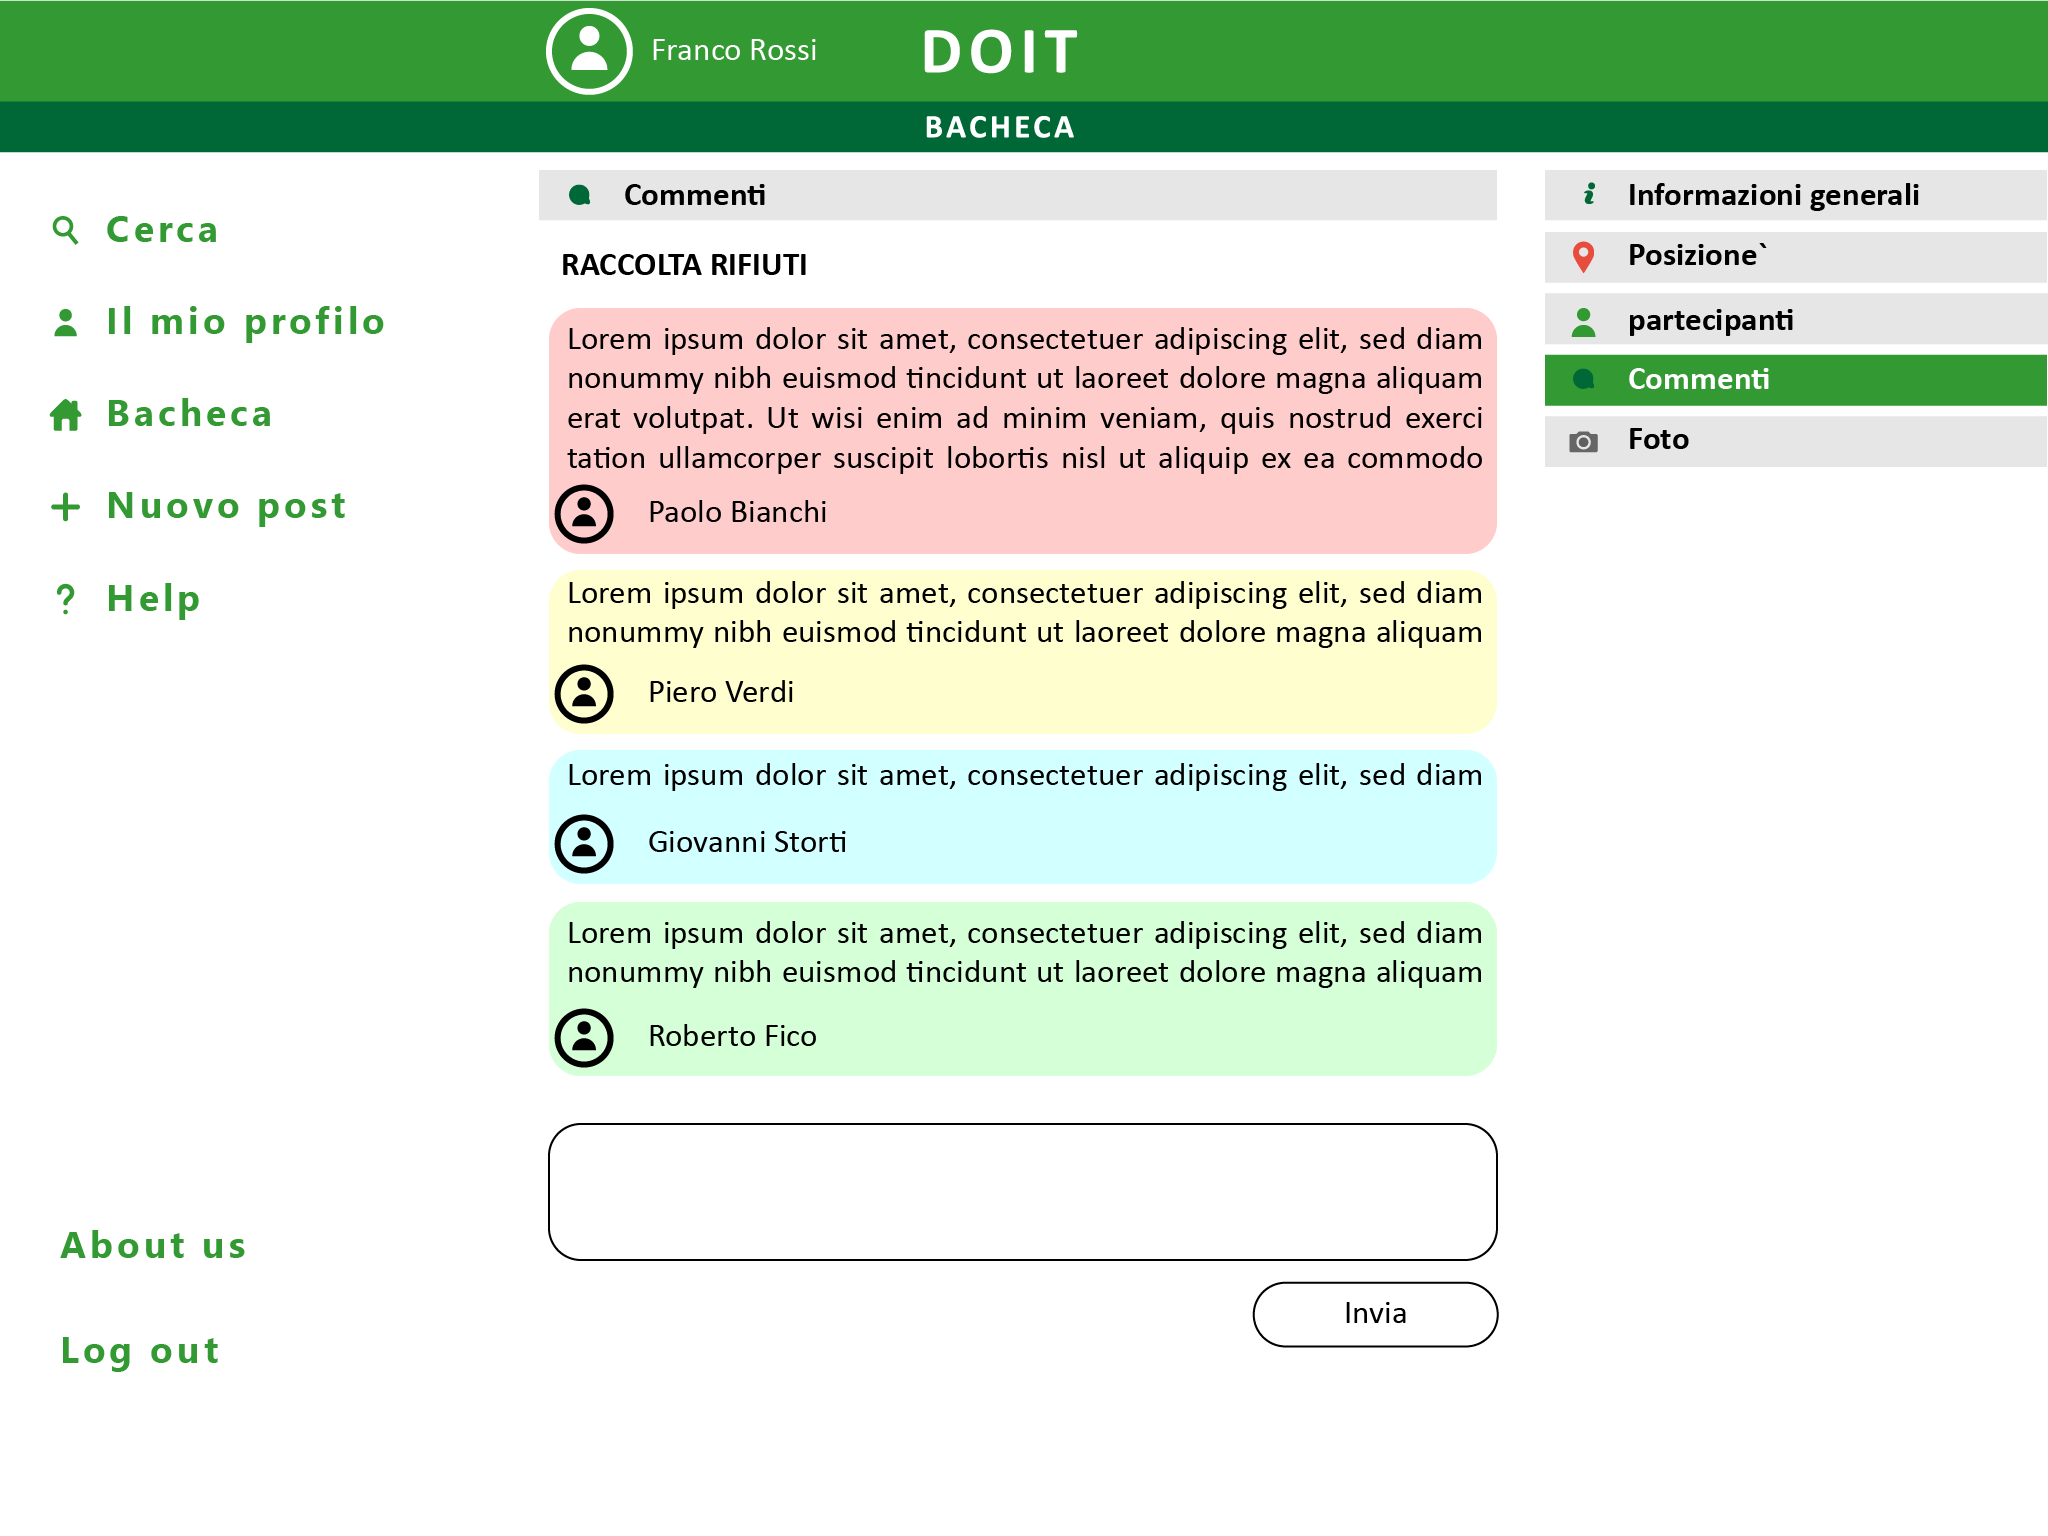 Franco Rossi
DOIT
BACHECA
Cerca
Il mio profilo
Bacheca
Nuovo post
Help
About us
Log out
Commenti
RACCOLTA RIFIUTI
Lorem ipsum dolor sit amet, consectetuer adipiscing elit, sed diam
nonummy nibh euismod tincidunt ut laoreet dolore magna aliquam
erat volutpat. Ut wisi enim ad minim veniam, quis nostrud exerci
tation ullamcorper suscipit lobortis nisl ut aliquip ex ea commodo
Paolo Bianchi
Lorem ipsum dolor sit amet, consectetuer adipiscing elit, sed diam
nonummy nibh euismod tincidunt ut laoreet dolore magna aliquam
Piero Verdi
Lorem ipsum dolor sit amet, consectetuer adipiscing elit, sed diam
Giovanni Storti
Lorem ipsum dolor sit amet, consectetuer adipiscing elit, sed diam
nonummy nibh euismod tincidunt ut laoreet dolore magna aliquam
Roberto Fico
Invia
Informazioni generali
Posizione`
partecipanti
Commenti
Foto